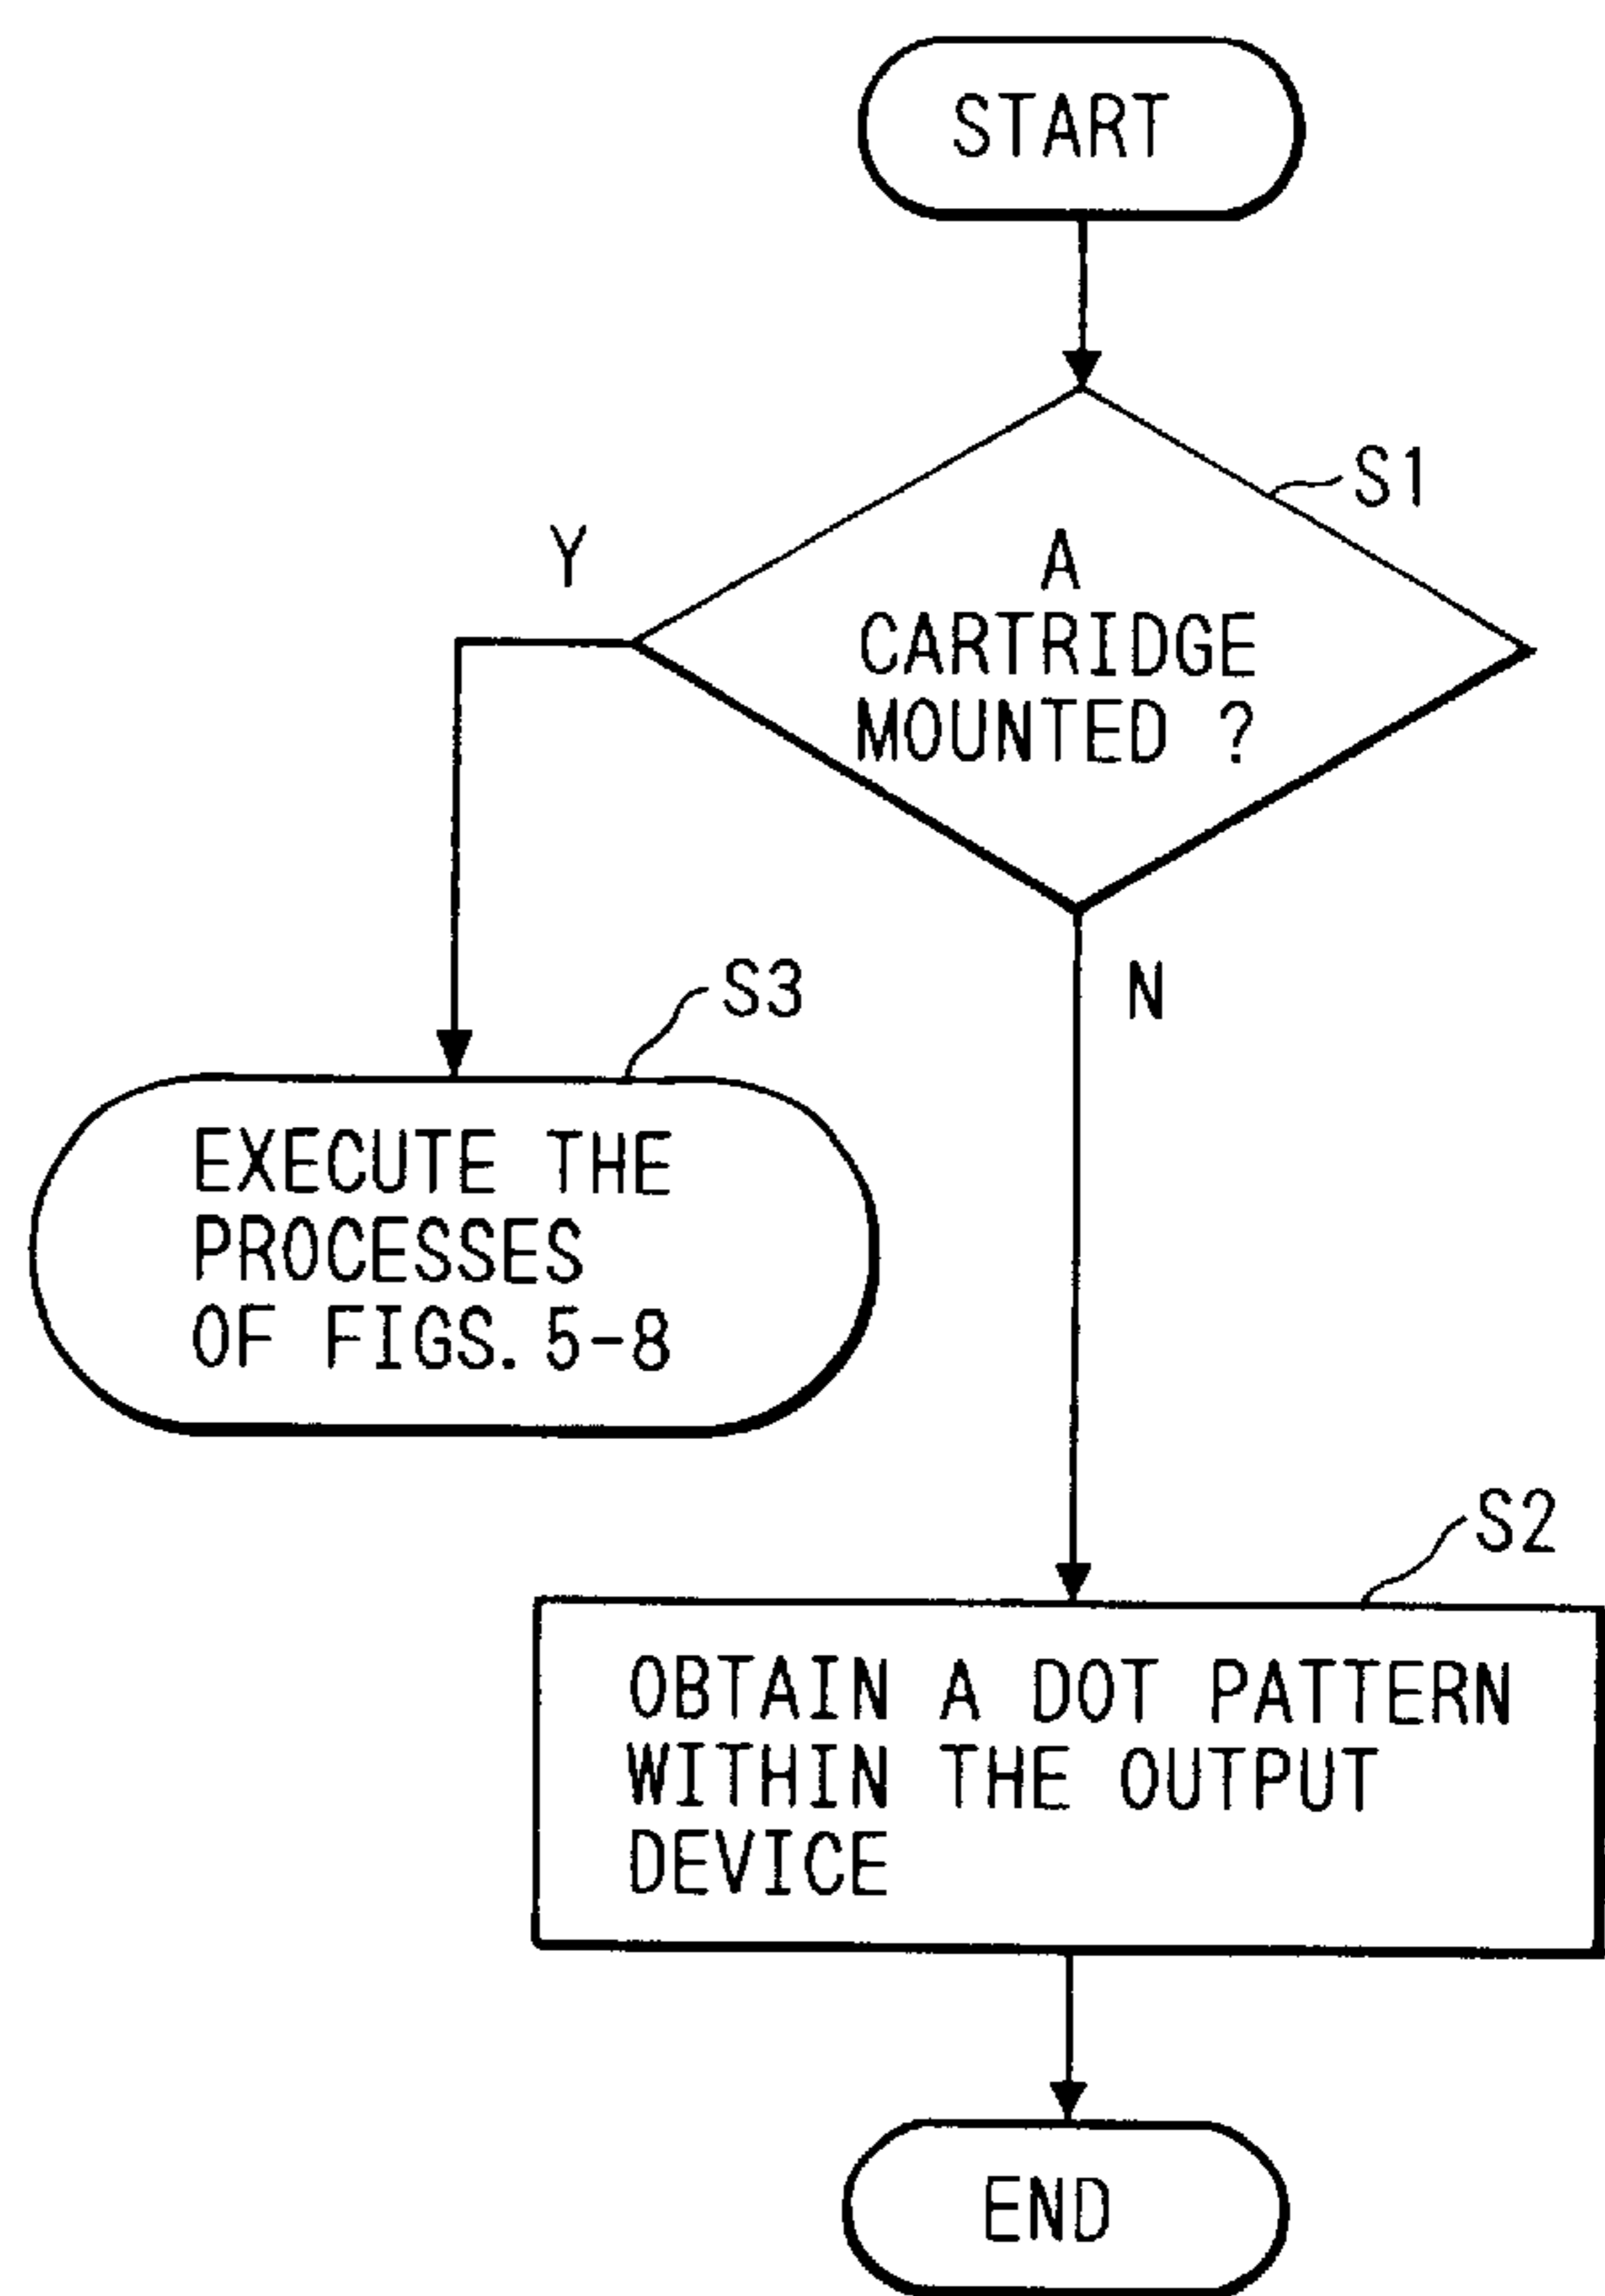 START
S1
Y
A
CARTRIDGE
MOUNTED ?
S3
N
EXECUTE THE
PROCESSES
OF FIGS. 5-8
S2
OBTAIN A DOT PATTERN
WITHIN THE OUTPUT
DEVICE
END